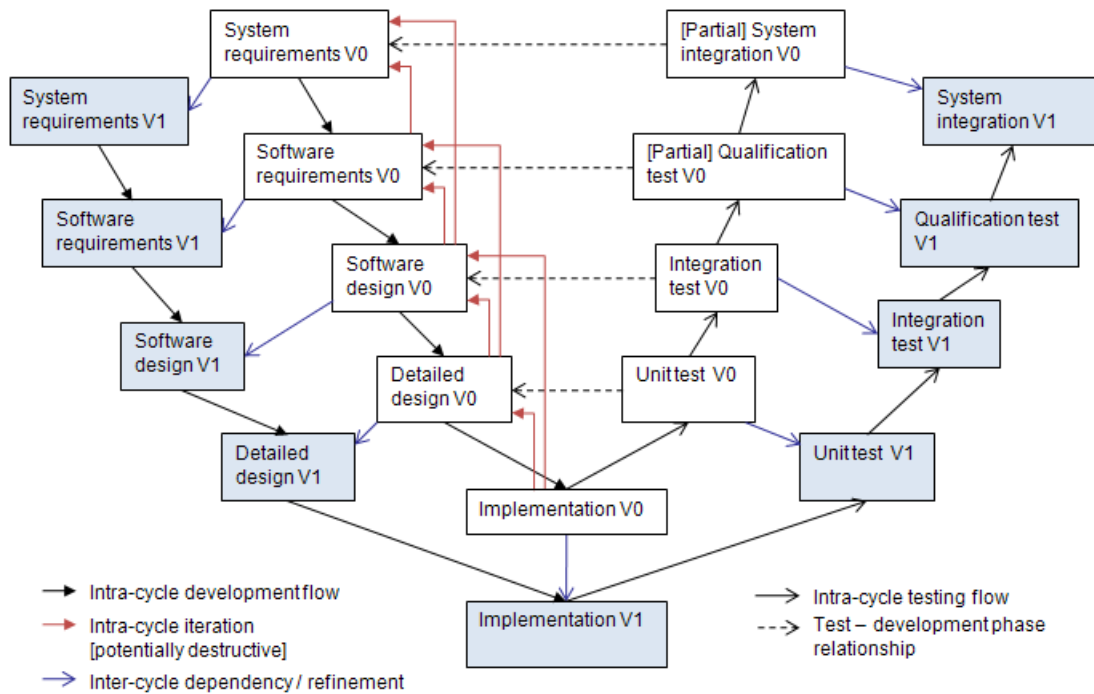 System
requirements V0
[Partial] System
integration V0
System
requirements V1
System
integration V1
Software
requirements V0
[Partial] Qualification
test V0
Software
requirements V1
Qualification test
V1
Software
design V0
Integration
test V0
Software
design V1
Integration
test V1
Detailed
design V0
Unit test V0
Detailed
design V1
Unit test V1
Implementation V0
Implementation V1
Intra-cycle development flow
Intra-cycle iteration
[potentially destructive]
Inter-cycle dependency / refinement
Intra-cycle testing flow
Test – development phase
relationship